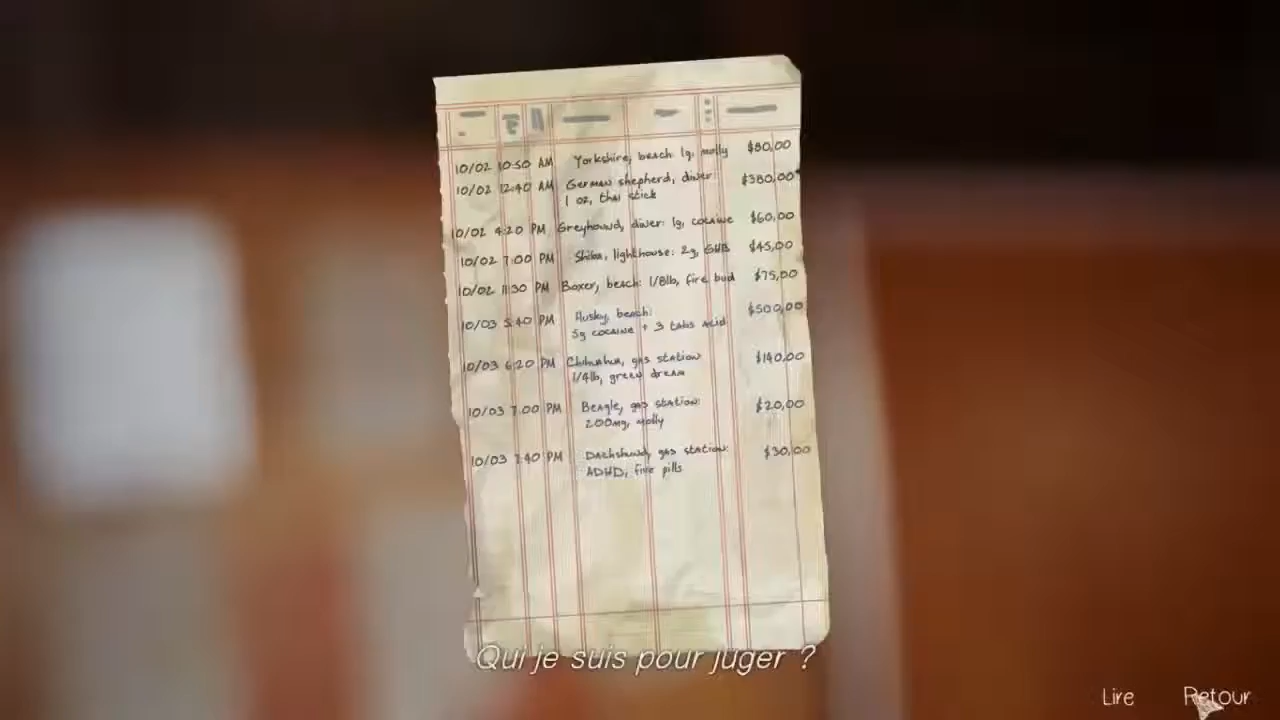 10/02 10:50 AM Yorkshire, beach: 1g, molly $80,00
10/02 12:40 AM German shepherd, diner: $380,00*
1 oz, thai stick
10/02 4:20 PM Greyhound, diner: 1g, cocaine $60,00
10/02 7:00 PM Shiba, lighthouse: 2g, GHB $45,00
10/02 11:30 PM Boxer, beach: 1/8lb, fire bud $75,00
10/03 5:40 PM Husky, beach: $500,00
5g cocaine + 3 tabs acid
10/03 6:20 PM Chihuahua, gas station $140,00
1/4lb, green dream
10/03 7:00 PM Beagle, gas station: $20,00
200mg, molly
10/03 7:40 PM Dachshund, gas station: $30,00
ADHD, five pills
Qui je suis pour juger ?
Lire Retour